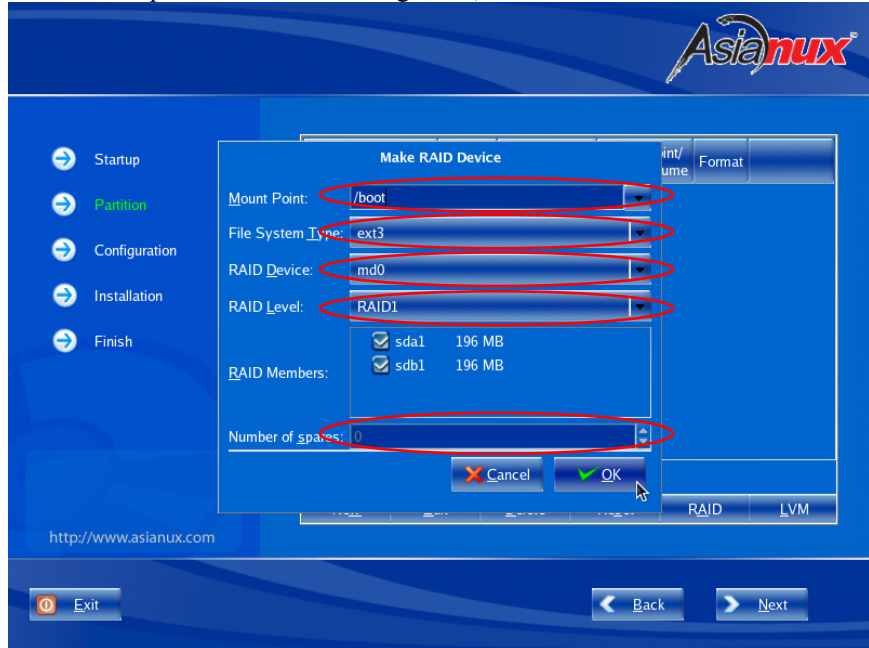 Asianux
Startup
Partition
Configuration
Installation
Finish
http://www.asianux.com
Make RAID Device
Mount Point: /boot
File System Type: ext3
RAID Device: md0
RAID Level: RAID1
RAID Members:
sda1 196 MB
sdb1 196 MB
Number of spares: 0
Cancel OK
Format
RAID LVM
Exit Back Next